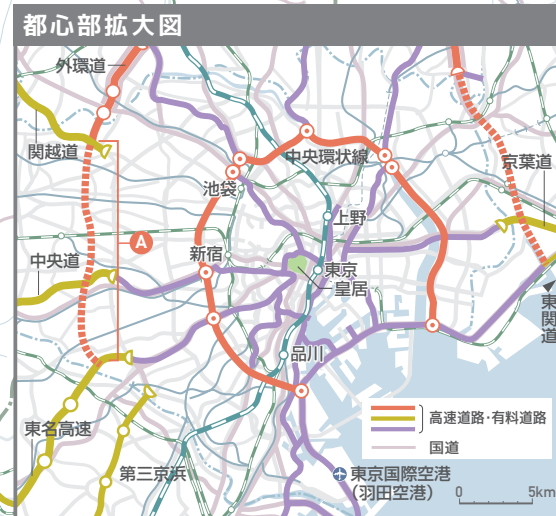 都心部拡大図
外環道
関越道
中央環状線
京葉道
池袋
上野
A
新宿
東京
皇居
中央道
東関道
品川
高速道路・有料道路
国道
東名高速
第三京浜
東京国際空港
（羽田空港）
0 5km